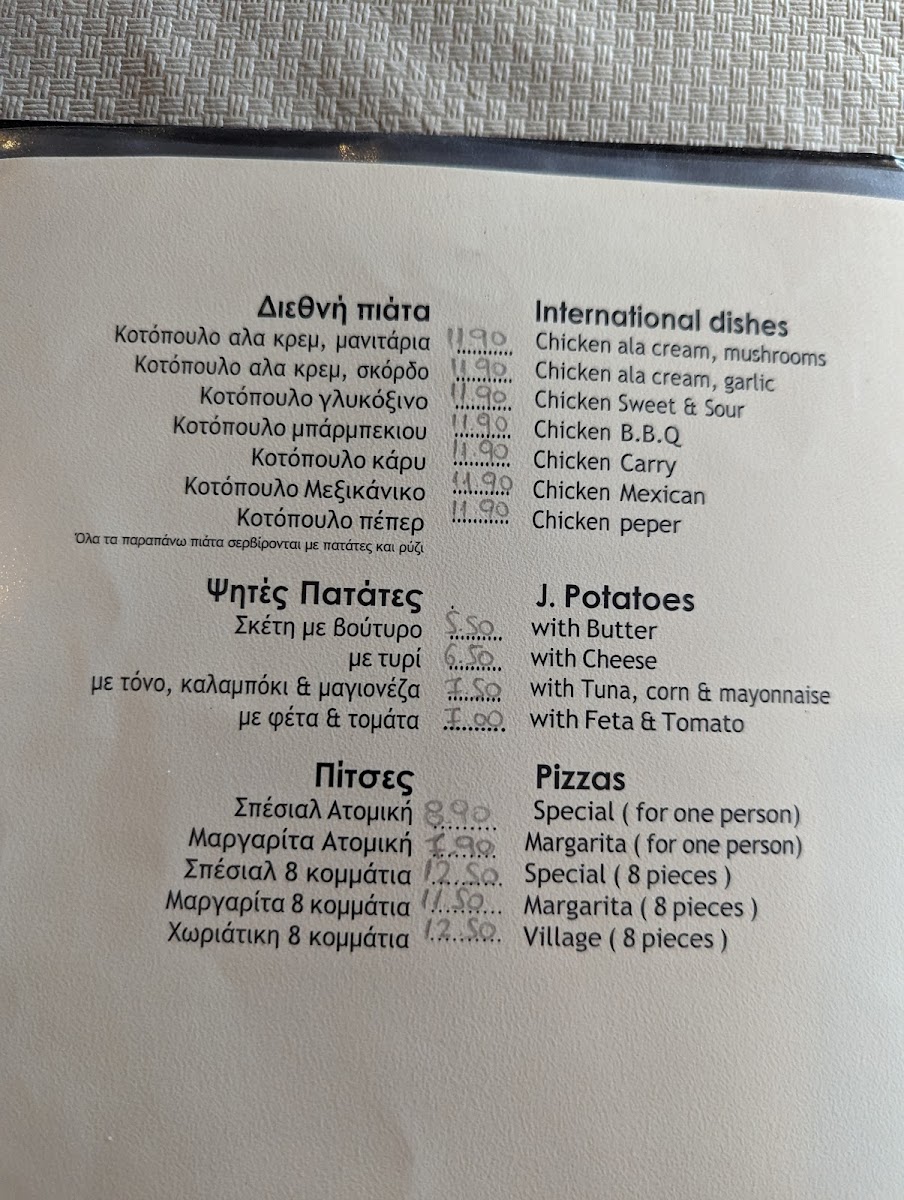 Διεθνή πιάτα International dishes
Κοτόπουλο αλα κρεμ, μανιτάρια 11.90 Chicken ala cream, mushrooms
Κοτόπουλο αλα κρεμ, σκόρδο 11.90 Chicken ala cream, garlic
Κοτόπουλο γλυκόξινο 11.90 Chicken Sweet & Sour
Κοτόπουλο μπάρμπεκιου 11.90 Chicken B.B.Q
Κοτόπουλο κάρυ 11.90 Chicken Carry
Κοτόπουλο Μεξικάνικο 11.90 Chicken Mexican
Κοτόπουλο πέπερ 11.90 Chicken peper
Όλα τα παραπάνω πιάτα σερβίρονται με πατάτες και ρύζι
Ψητές Πατάτες J. Potatoes
Σκέτη με βούτυρο 5.50 with Butter
με τυρί 6.50 with Cheese
με τόνο, καλαμπόκι & μαγιονέζα 7.50 with Tuna, corn & mayonnaise
με φέτα & τομάτα 7.00 with Feta & Tomato
Πίτσες Pizzas
Σπέσιαλ Ατομική 8.90 Special ( for one person)
Μαργαρίτα Ατομική 7.90 Margarita ( for one person)
Σπέσιαλ 8 κομμάτια 12.50 Special ( 8 pieces )
Μαργαρίτα 8 κομμάτια 11.50 Margarita ( 8 pieces )
Χωριάτικη 8 κομμάτια 12.50 Village ( 8 pieces )